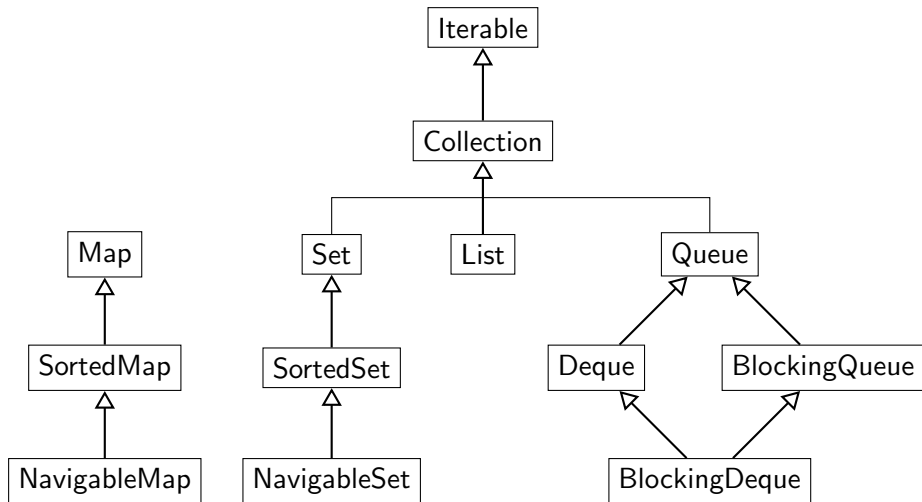 Iterable
Collection
Map
Set
List
Queue
SortedMap
SortedSet
Deque
BlockingQueue
NavigableMap
NavigableSet
BlockingDeque